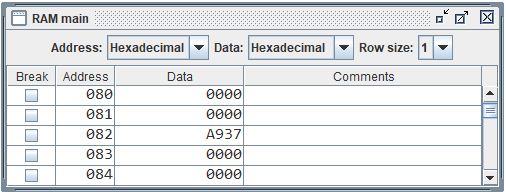 RAM main
Address: Hexadecimal Data: Hexadecimal Row size: 1
Break Address Data Comments
080 0000
081 0000
082 A937
083 0000
084 0000